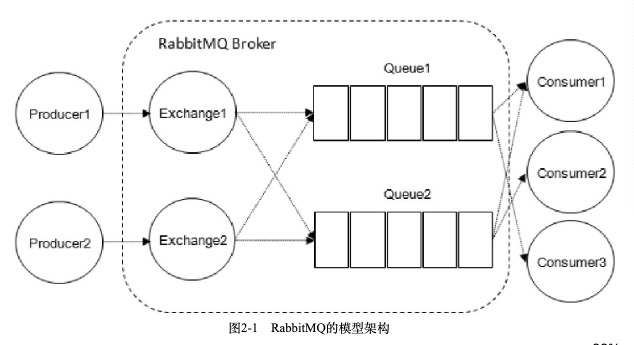 RabbitMQ Broker
Queue1
Consumer1
Producer1
Exchange1
Consumer2
Queue2
Producer2
Exchange2
Consumer3
图2-1 RabbitMQ的模型架构